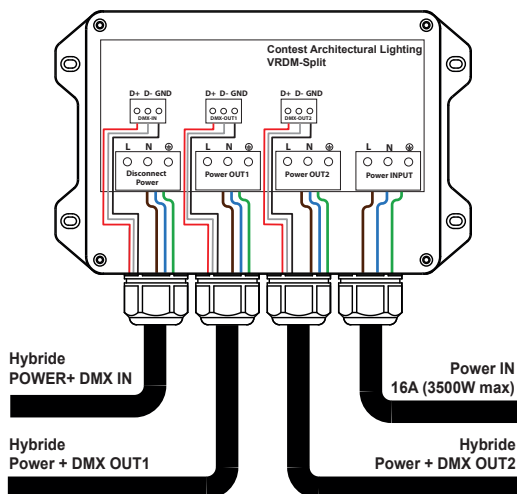 Contest Architectural Lighting
VRDM-Split
D+ D- GND
DMX-IN
D+ D- GND
DMX-OUT1
D+ D- GND
DMX-OUT2
L N ⏚
Disconnect
Power
L N ⏚
Power OUT1
L N ⏚
Power OUT2
L N ⏚
Power INPUT
Hybride
POWER+ DMX IN
Power IN
16A (3500W max)
Hybride
Power + DMX OUT1
Hybride
Power + DMX OUT2